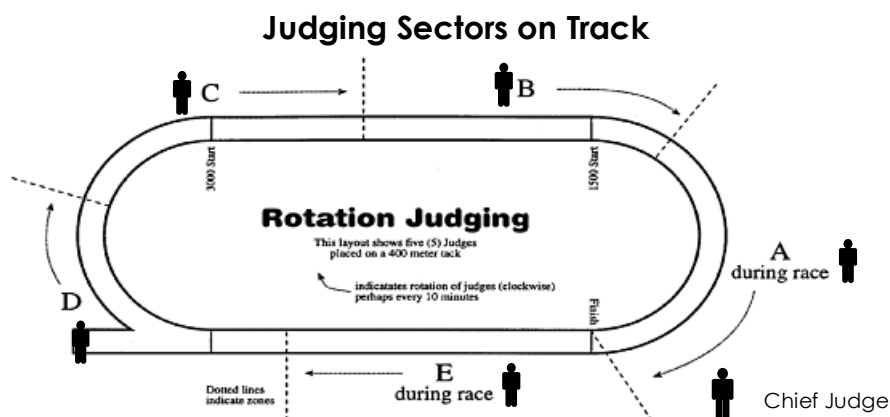 Judging Sectors on Track
C
B
3000 Start
1500 Start
Rotation Judging
This layout shows five (5) Judges
placed on a 400 meter tack
A
during race
indicatates rotation of judges (clockwise)
perhaps every 10 minutes
D
Finish
E
during race
Dotted lines
indicate zones
Chief Judge